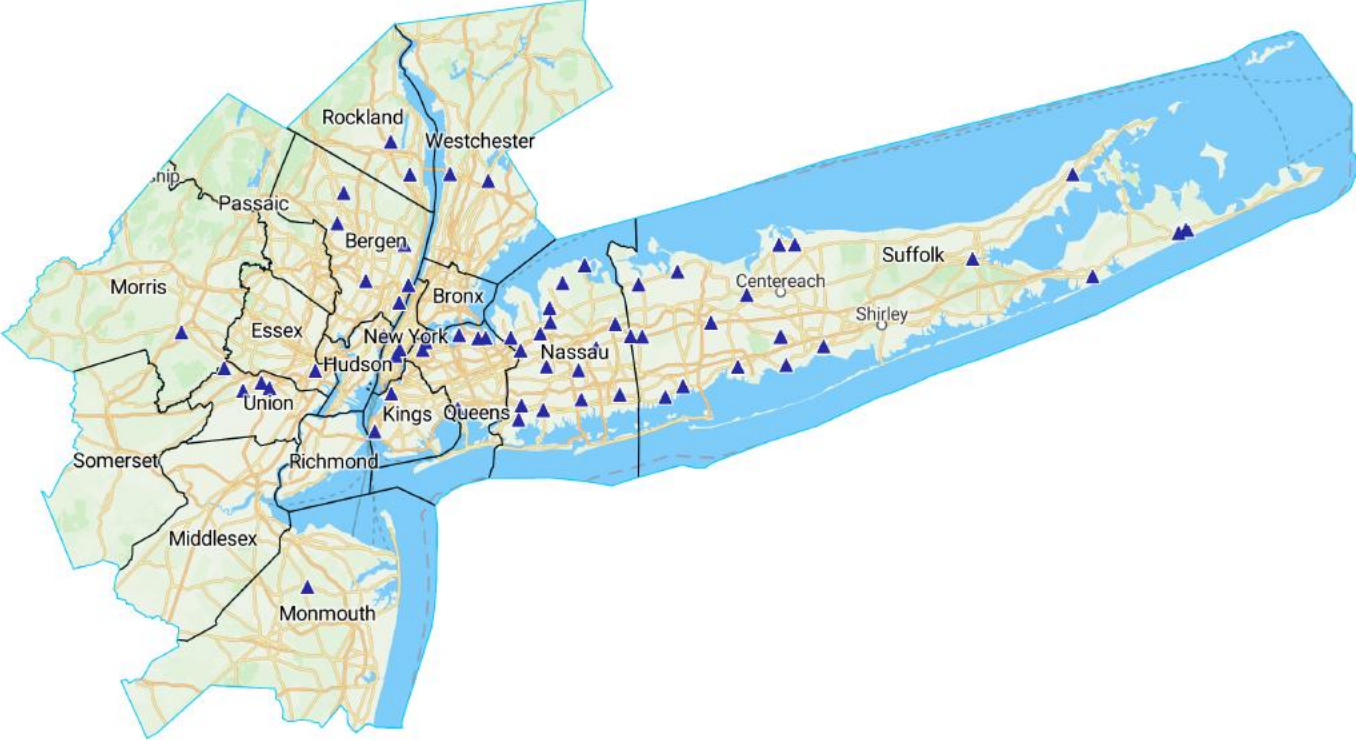 Rockland
Westchester
Passaic
Bergen
Morris
Bronx
Essex
New York
Hudson
Union
Kings
Queens
Nassau
Suffolk
Centereach
Shirley
Somerset
Richmond
Middlesex
Monmouth